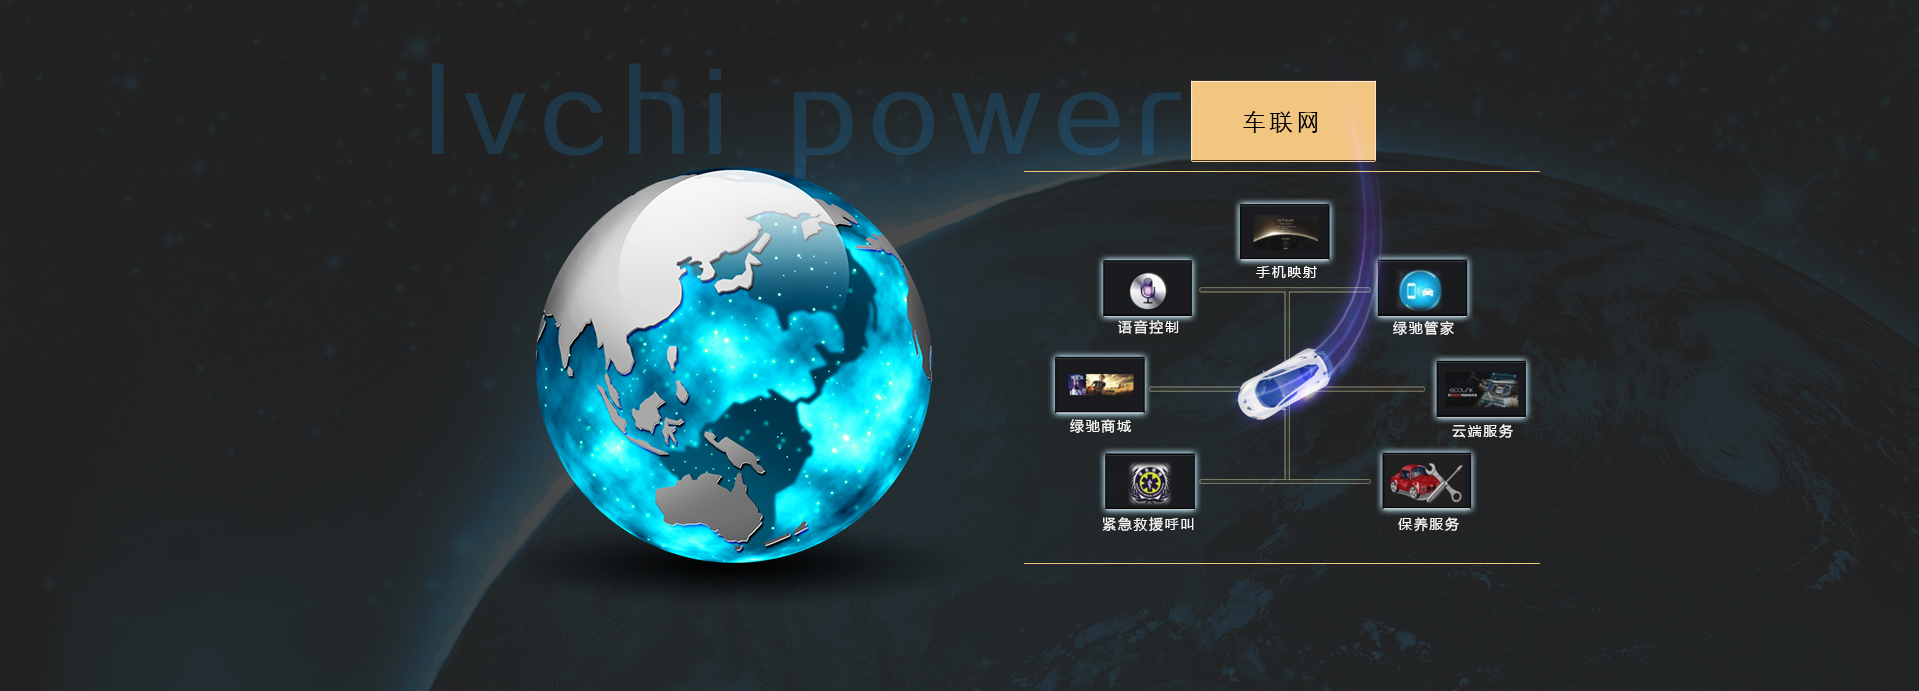 lvchi power
车联网
手机映射
语音控制
绿驰管家
绿驰商城
云端服务
紧急救援呼叫
保养服务